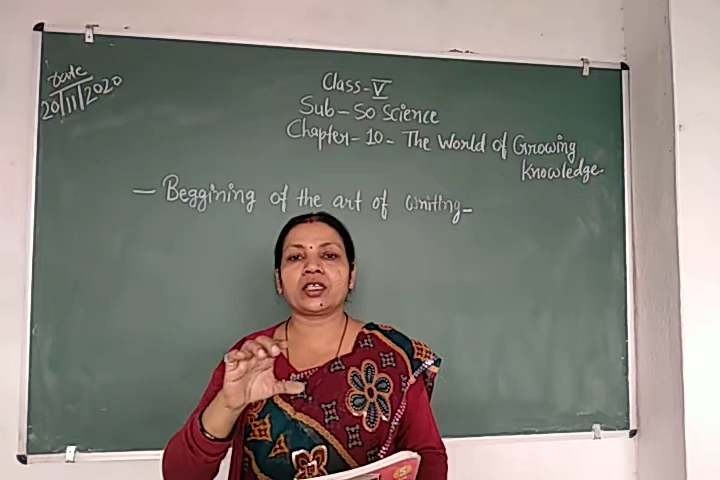 Date
20/11/2020
Class-V
Sub-So Science
Chapter-10- The World of Growing
Knowledge.
- Beggining of the art of writing-